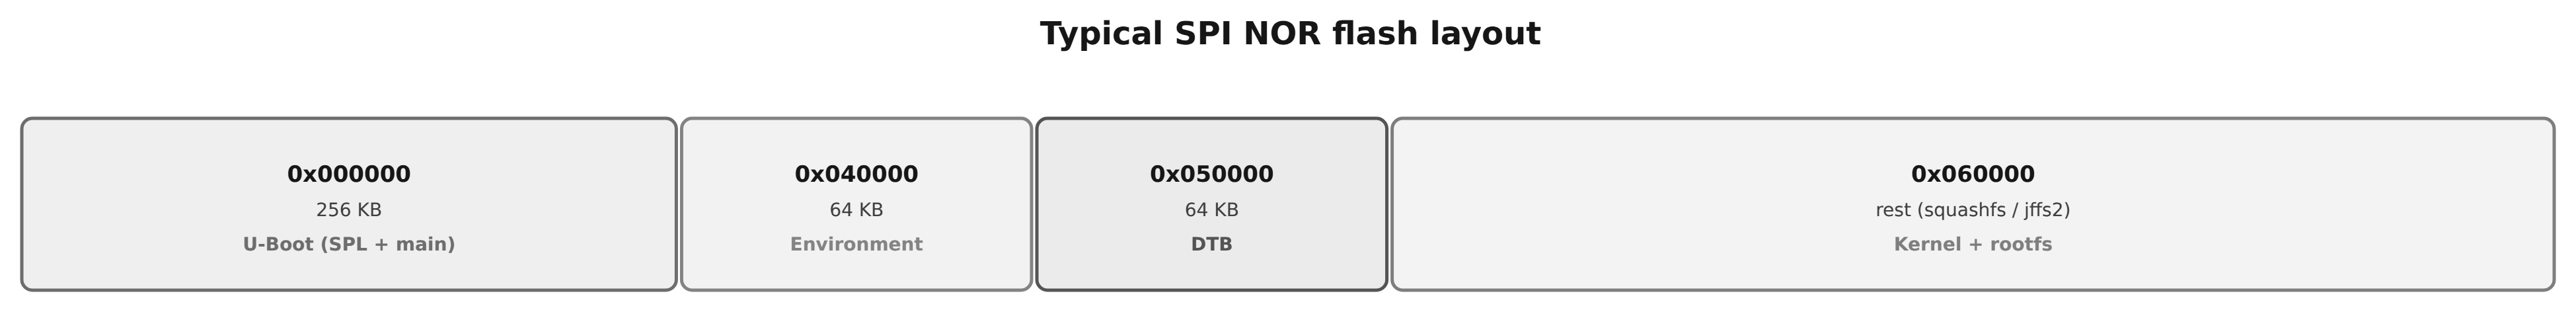 Typical SPI NOR flash layout
0x000000
256 KB
U-Boot (SPL + main)
0x040000
64 KB
Environment
0x050000
64 KB
DTB
0x060000
rest (squashfs / jffs2)
Kernel + rootfs